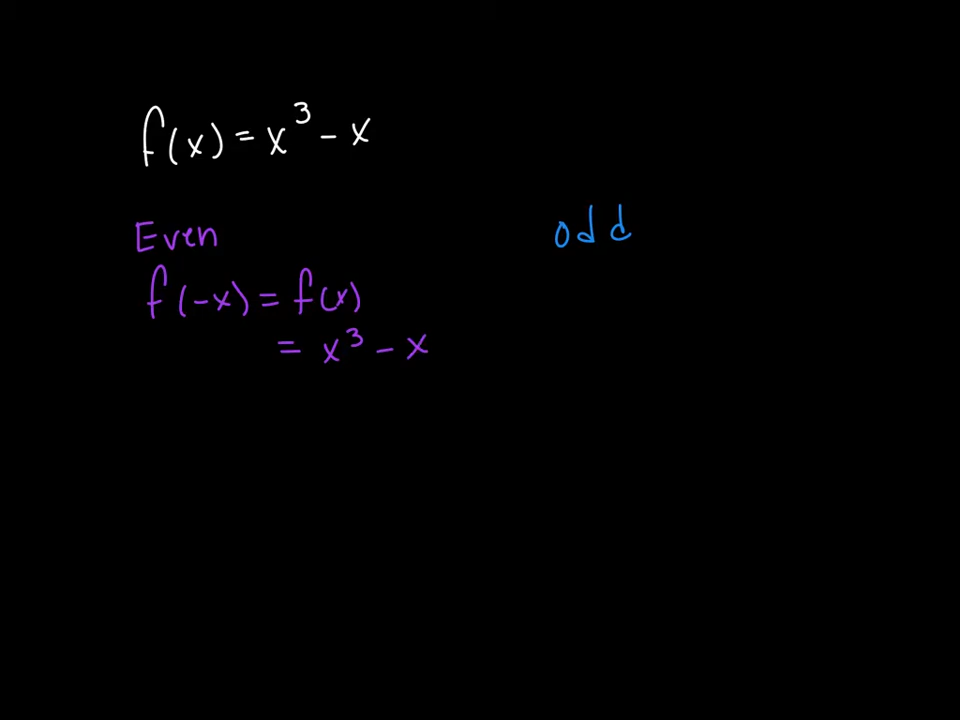 f(x) = x³ - x
Even
odd
f(-x) = f(x)
= x³ - x